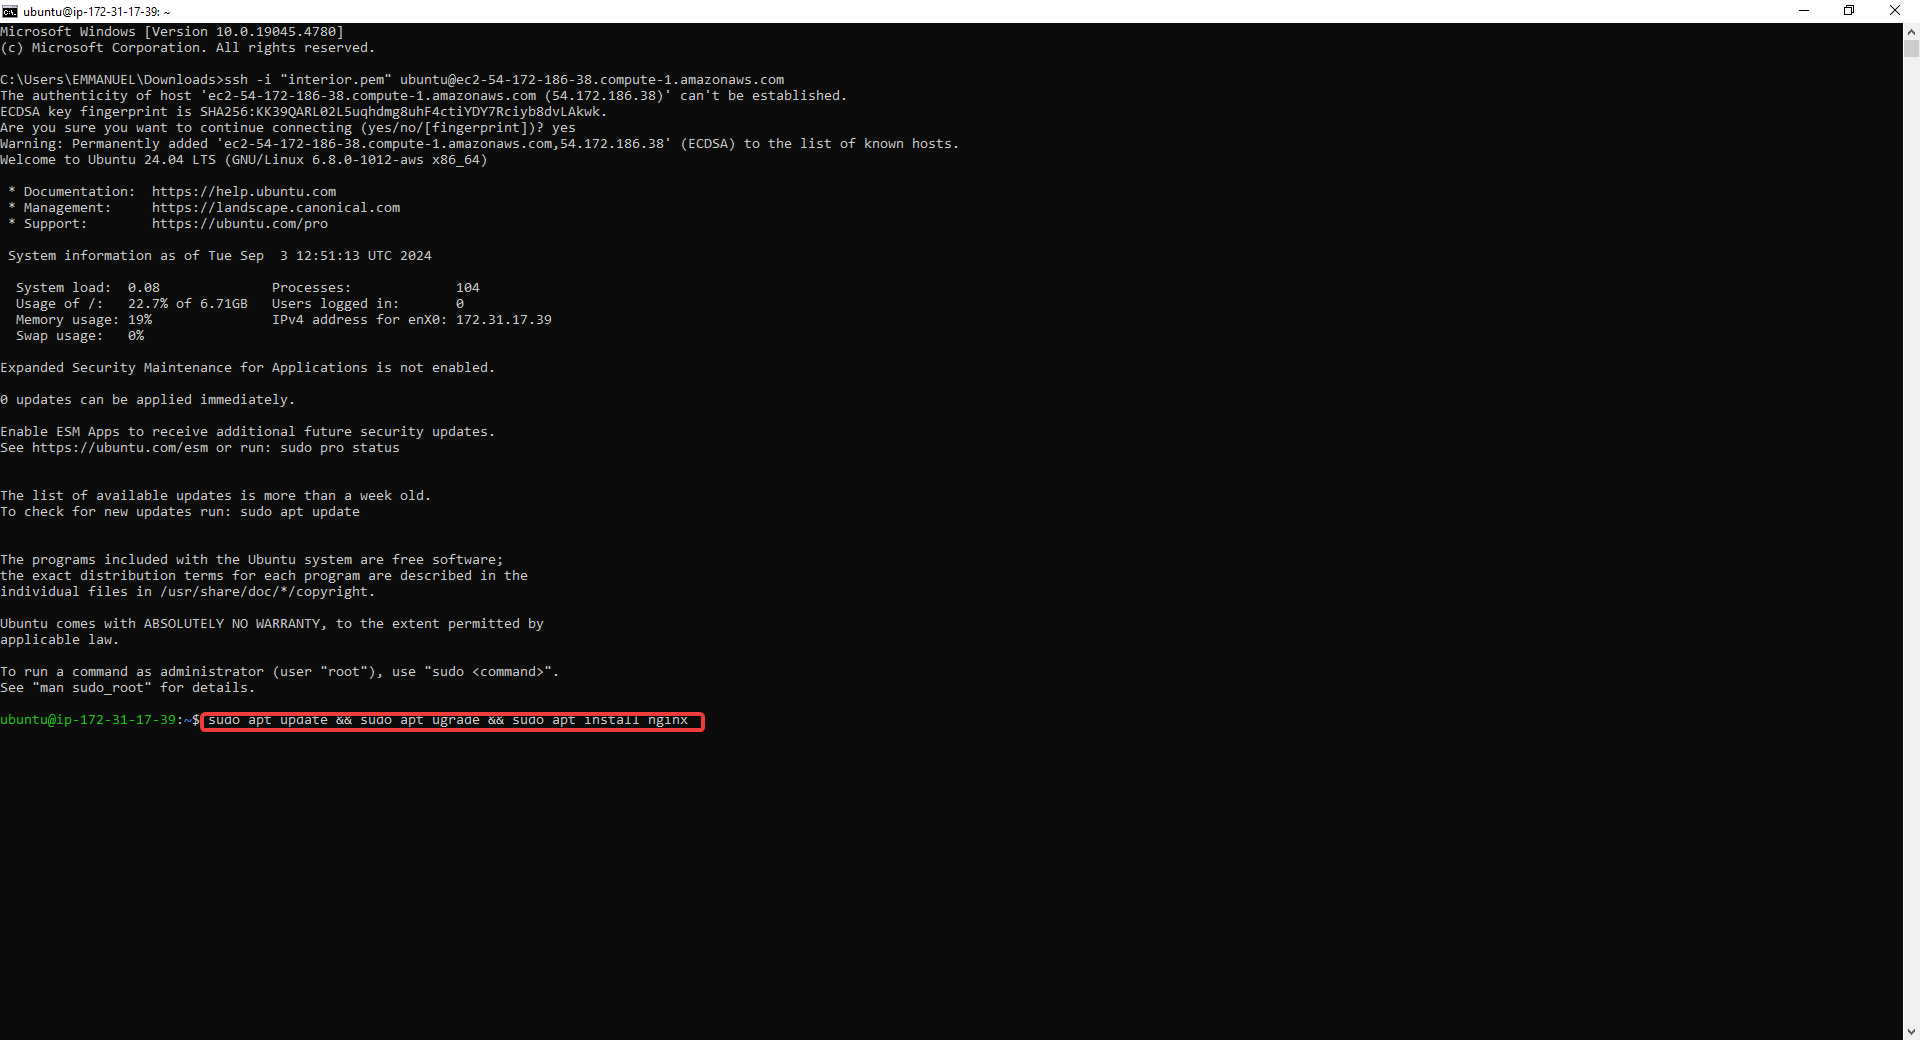 ubuntu@ip-172-31-17-39: ~
Microsoft Windows [Version 10.0.19045.4780]
(c) Microsoft Corporation. All rights reserved.
C:\Users\EMMANUEL\Downloads>ssh -i "interior.pem" ubuntu@ec2-54-172-186-38.compute-1.amazonaws.com
The authenticity of host 'ec2-54-172-186-38.compute-1.amazonaws.com (54.172.186.38)' can't be established.
ECDSA key fingerprint is SHA256:KK39QARL02L5uqhdmg8uhF4ctiYDY7Rciyb8dvLAkwk.
Are you sure you want to continue connecting (yes/no/[fingerprint])? yes
Warning: Permanently added 'ec2-54-172-186-38.compute-1.amazonaws.com,54.172.186.38' (ECDSA) to the list of known hosts.
Welcome to Ubuntu 24.04 LTS (GNU/Linux 6.8.0-1012-aws x86_64)
* Documentation:  https://help.ubuntu.com
* Management:     https://landscape.canonical.com
* Support:        https://ubuntu.com/pro
System information as of Tue Sep  3 12:51:13 UTC 2024
System load:  0.08              Processes:             104
Usage of /:   22.7% of 6.71GB   Users logged in:       0
Memory usage: 19%               IPv4 address for enX0: 172.31.17.39
Swap usage:   0%
Expanded Security Maintenance for Applications is not enabled.
0 updates can be applied immediately.
Enable ESM Apps to receive additional future security updates.
See https://ubuntu.com/esm or run: sudo pro status
The list of available updates is more than a week old.
To check for new updates run: sudo apt update
The programs included with the Ubuntu system are free software;
the exact distribution terms for each program are described in the
individual files in /usr/share/doc/*/copyright.
Ubuntu comes with ABSOLUTELY NO WARRANTY, to the extent permitted by
applicable law.
To run a command as administrator (user "root"), use "sudo <command>".
See "man sudo_root" for details.
ubuntu@ip-172-31-17-39:~$ sudo apt update && sudo apt ugrade && sudo apt install nginx